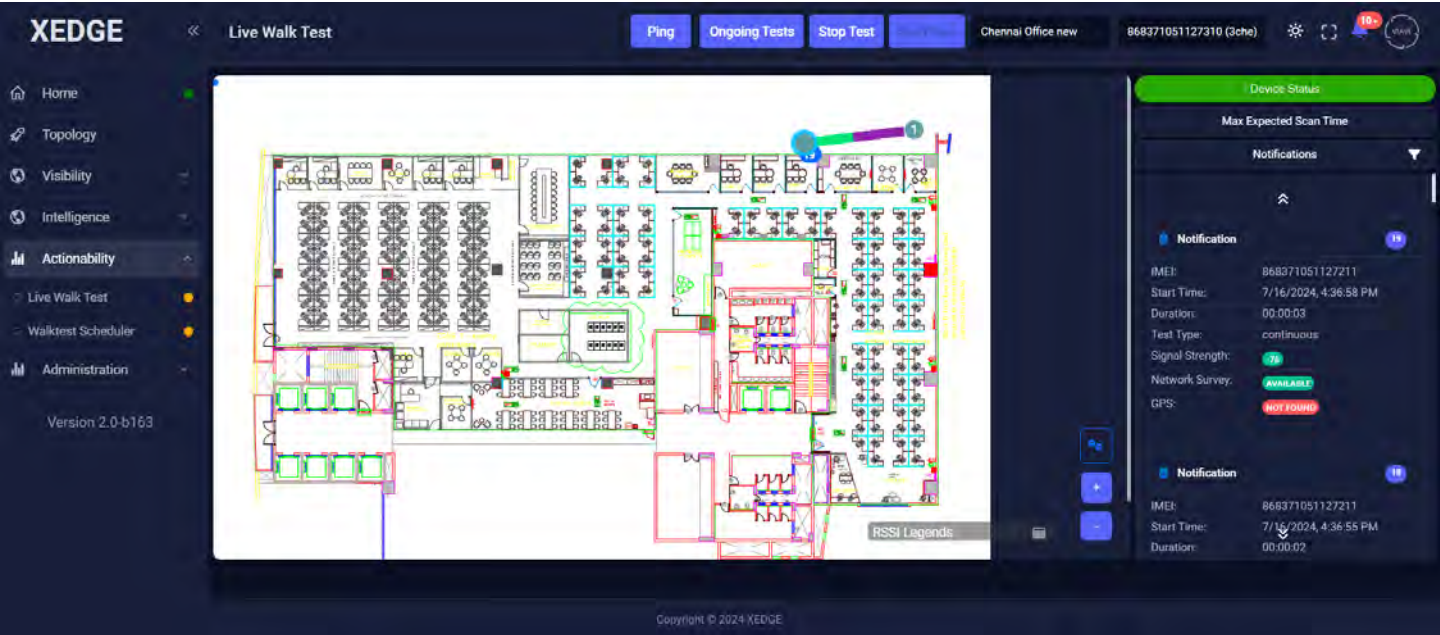 XEDGE
«
Live Walk Test
Ping
Ongoing Tests
Stop Test
Chennai Office new
868371051127310 (3che)
10+
Home
Topology
Visibility
Intelligence
Actionability
Live Walk Test
Walktest Scheduler
Administration
Version 2.0-b163
1
19
RSSI Legends
+
-
Device Status
Max Expected Scan Time
Notifications
Notification
19
IMEI: 868371051127211
Start Time: 7/16/2024, 4:36:58 PM
Duration: 00:00:03
Test Type: continuous
Signal Strength: -76
Network Survey: AVAILABLE
GPS: NOT FOUND
Notification
18
IMEI: 868371051127211
Start Time: 7/16/2024, 4:36:55 PM
Duration: 00:00:02
Copyright © 2024 XEDGE